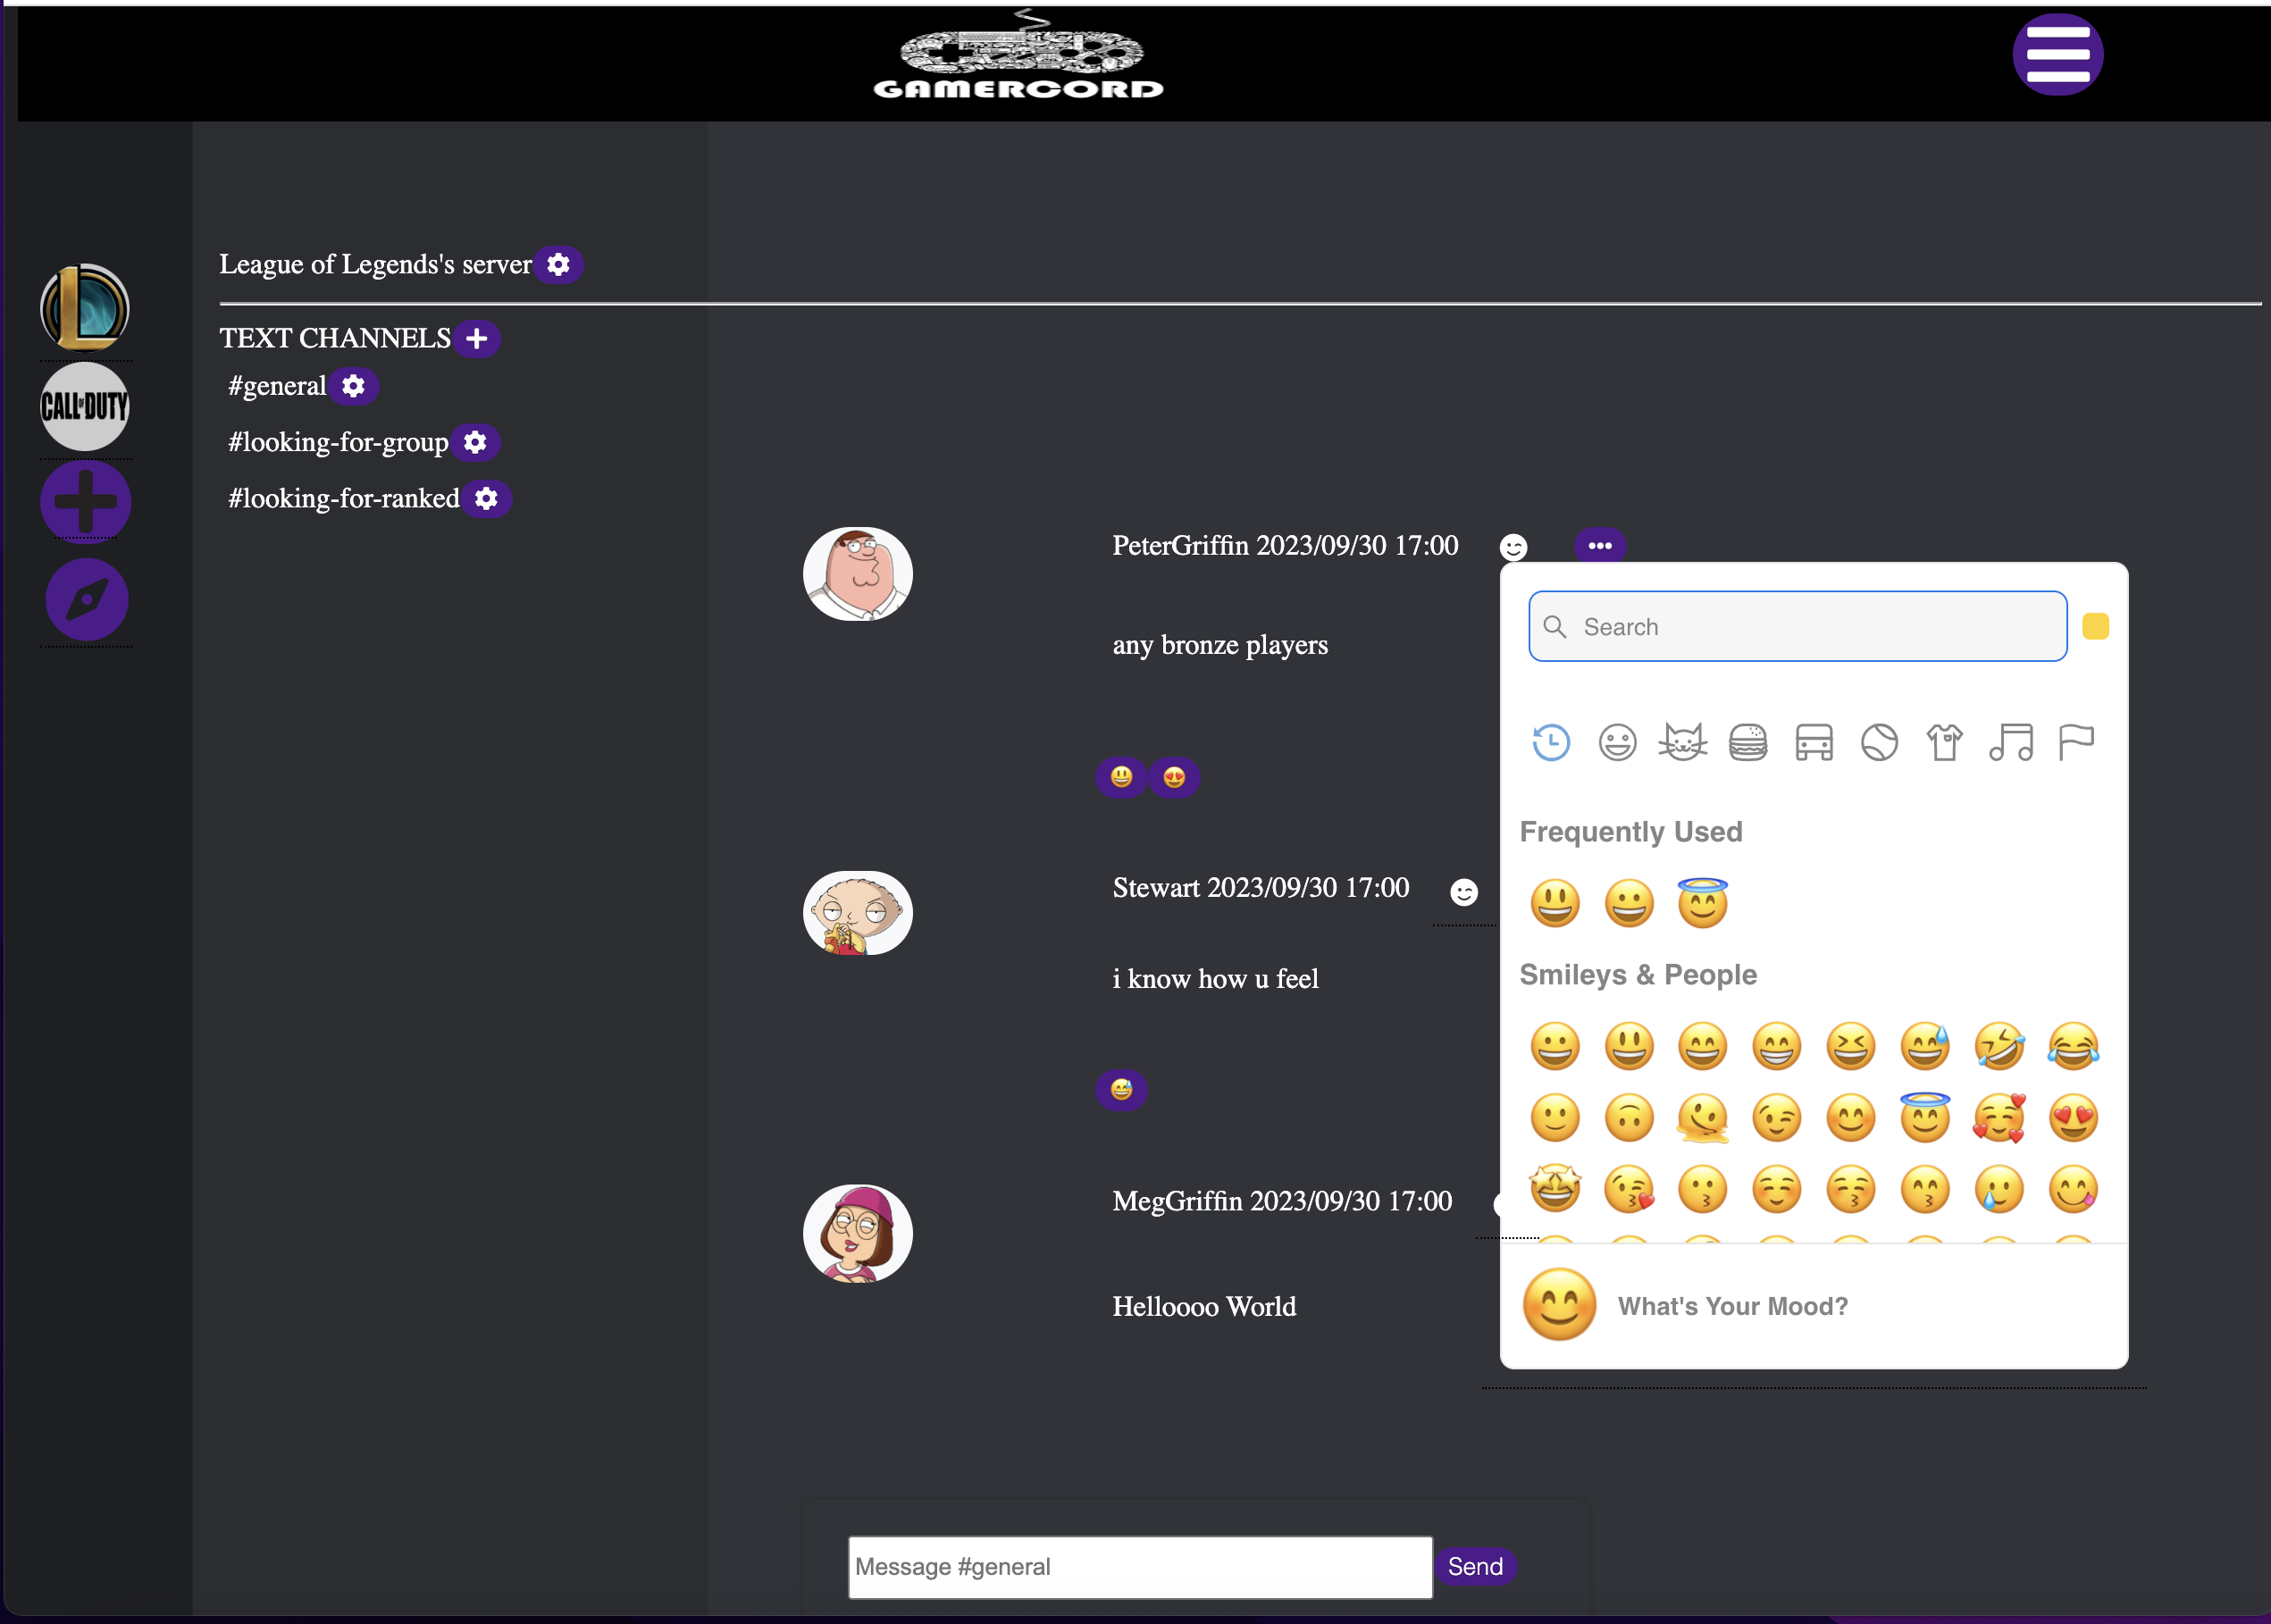 GAMERCORD
League of Legends's server
TEXT CHANNELS
#general
#looking-for-group
#looking-for-ranked
CALL OF DUTY
PeterGriffin 2023/09/30 17:00
any bronze players
Stewart 2023/09/30 17:00
i know how u feel
MegGriffin 2023/09/30 17:00
Helloooo World
Search
Frequently Used
Smileys & People
What's Your Mood?
Message #general
Send